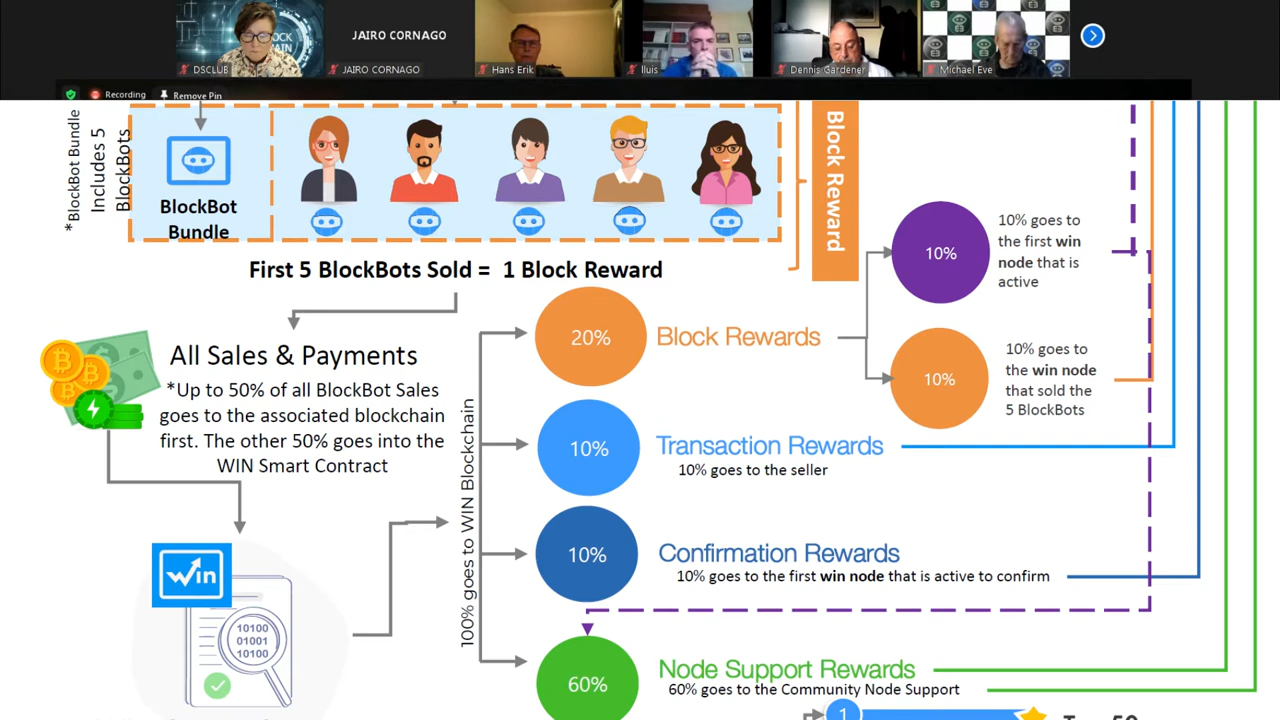 LOCK
JAIRO CORNAGO
DSCLUB
JAIRO CORNAGO
Hans Erik
lluis
Dennis Gardener
Michael Eve
Recording
Remove Pin
*BlockBot Bundle
Includes 5
BlockBots
BlockBot
Bundle
Block Reward
First 5 BlockBots Sold = 1 Block Reward
10%
10% goes to
the first win
node that is
active
All Sales & Payments
*Up to 50% of all BlockBot Sales
goes to the associated blockchain
first. The other 50% goes into the
WIN Smart Contract
100% goes to WIN Blockchain
20%
Block Rewards
10%
10% goes to
the win node
that sold the
5 BlockBots
10%
Transaction Rewards
10% goes to the seller
10%
Confirmation Rewards
10% goes to the first win node that is active to confirm
win
10100
01001
10100
60%
Node Support Rewards
60% goes to the Community Node Support
1